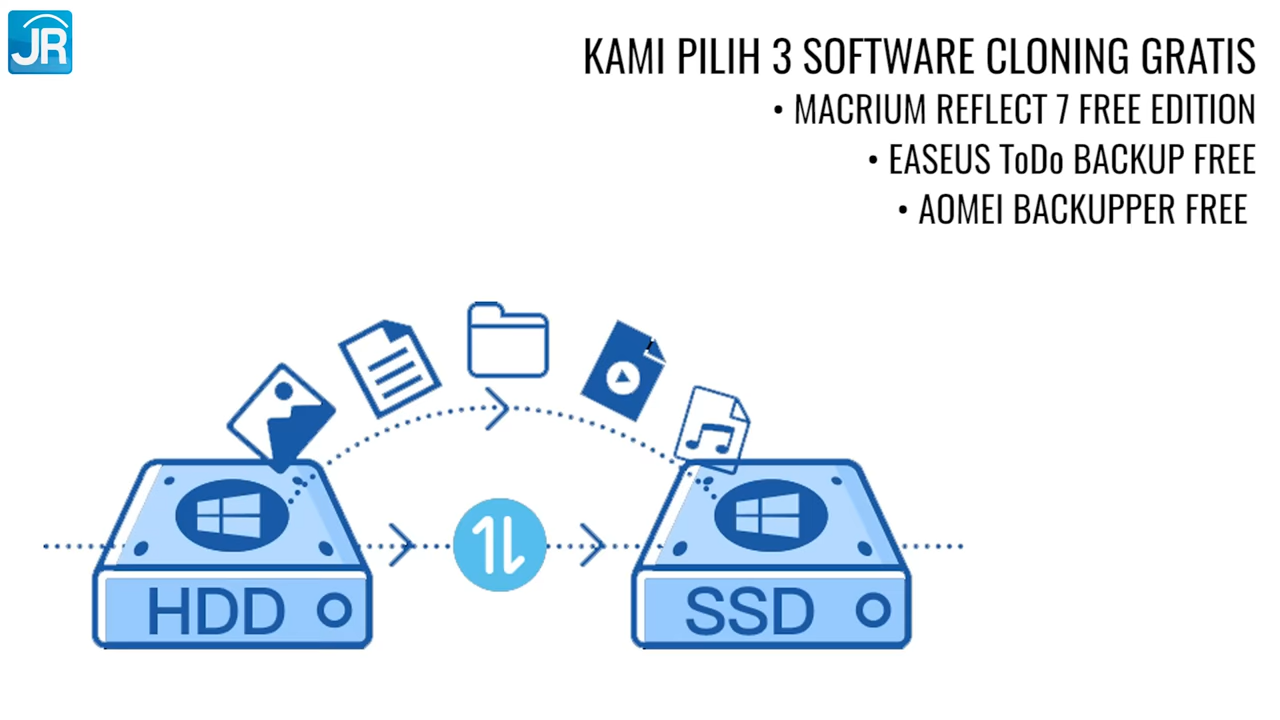 JR
KAMI PILIH 3 SOFTWARE CLONING GRATIS
• MACRIUM REFLECT 7 FREE EDITION
• EASEUS ToDo BACKUP FREE
• AOMEI BACKUPPER FREE
HDD
SSD